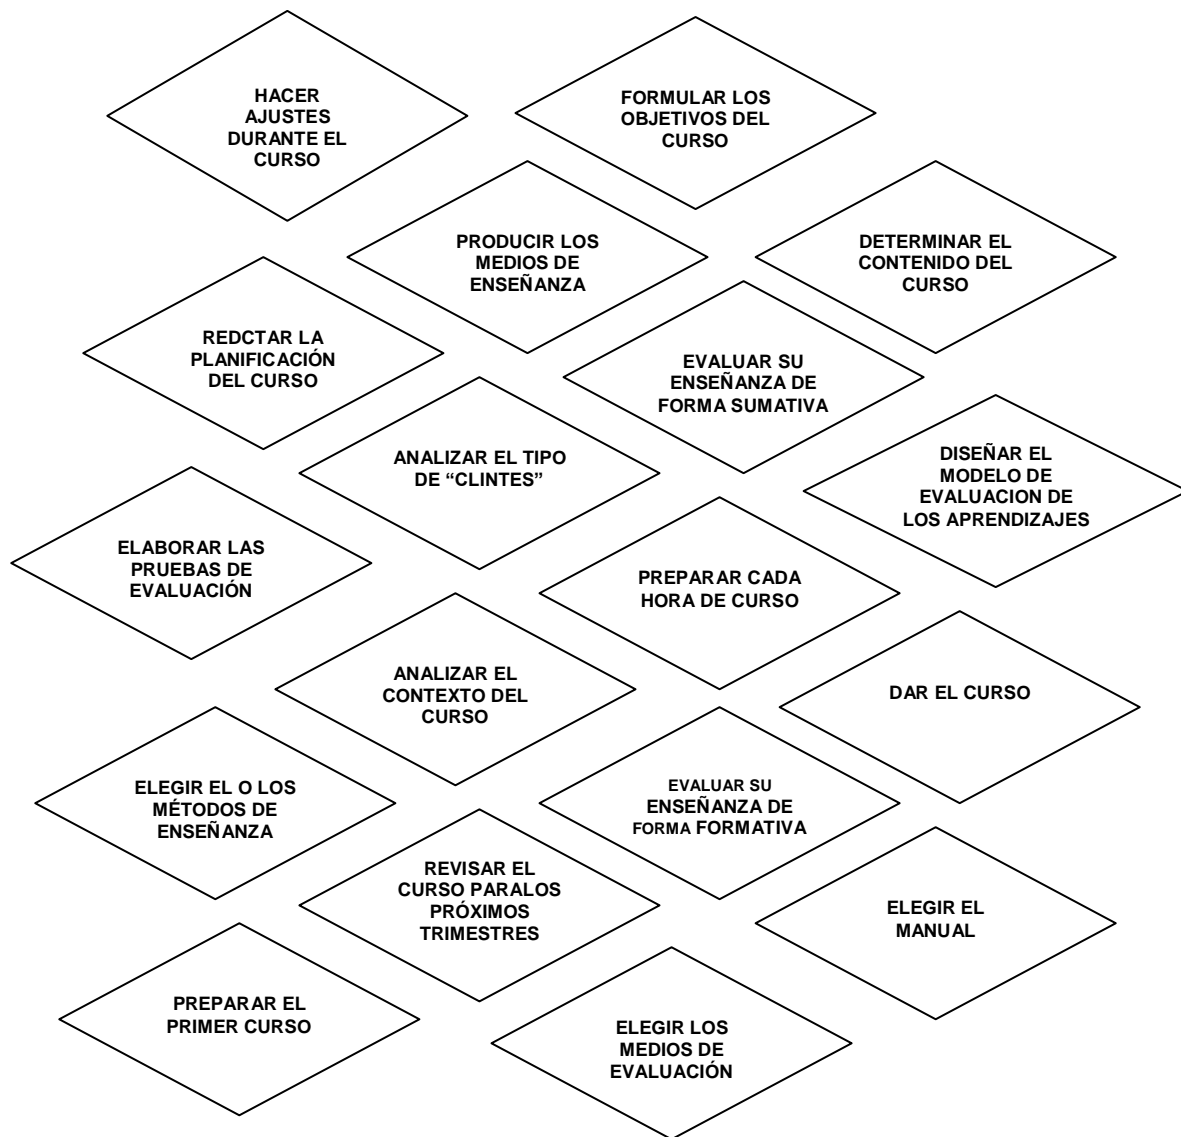 HACER
AJUSTES
DURANTE EL
CURSO
FORMULAR LOS
OBJETIVOS DEL
CURSO
PRODUCIR LOS
MEDIOS DE
ENSEÑANZA
DETERMINAR EL
CONTENIDO DEL
CURSO
REDCTAR LA
PLANIFICACIÓN
DEL CURSO
EVALUAR SU
ENSEÑANZA DE
FORMA SUMATIVA
ANALIZAR EL TIPO
DE “CLINTES”
DISEÑAR EL
MODELO DE
EVALUACION DE
LOS APRENDIZAJES
ELABORAR LAS
PRUEBAS DE
EVALUACIÓN
PREPARAR CADA
HORA DE CURSO
ANALIZAR EL
CONTEXTO DEL
CURSO
DAR EL CURSO
ELEGIR EL O LOS
MÉTODOS DE
ENSEÑANZA
EVALUAR SU
ENSEÑANZA DE
FORMA FORMATIVA
REVISAR EL
CURSO PARALOS
PRÓXIMOS
TRIMESTRES
ELEGIR EL
MANUAL
PREPARAR EL
PRIMER CURSO
ELEGIR LOS
MEDIOS DE
EVALUACIÓN